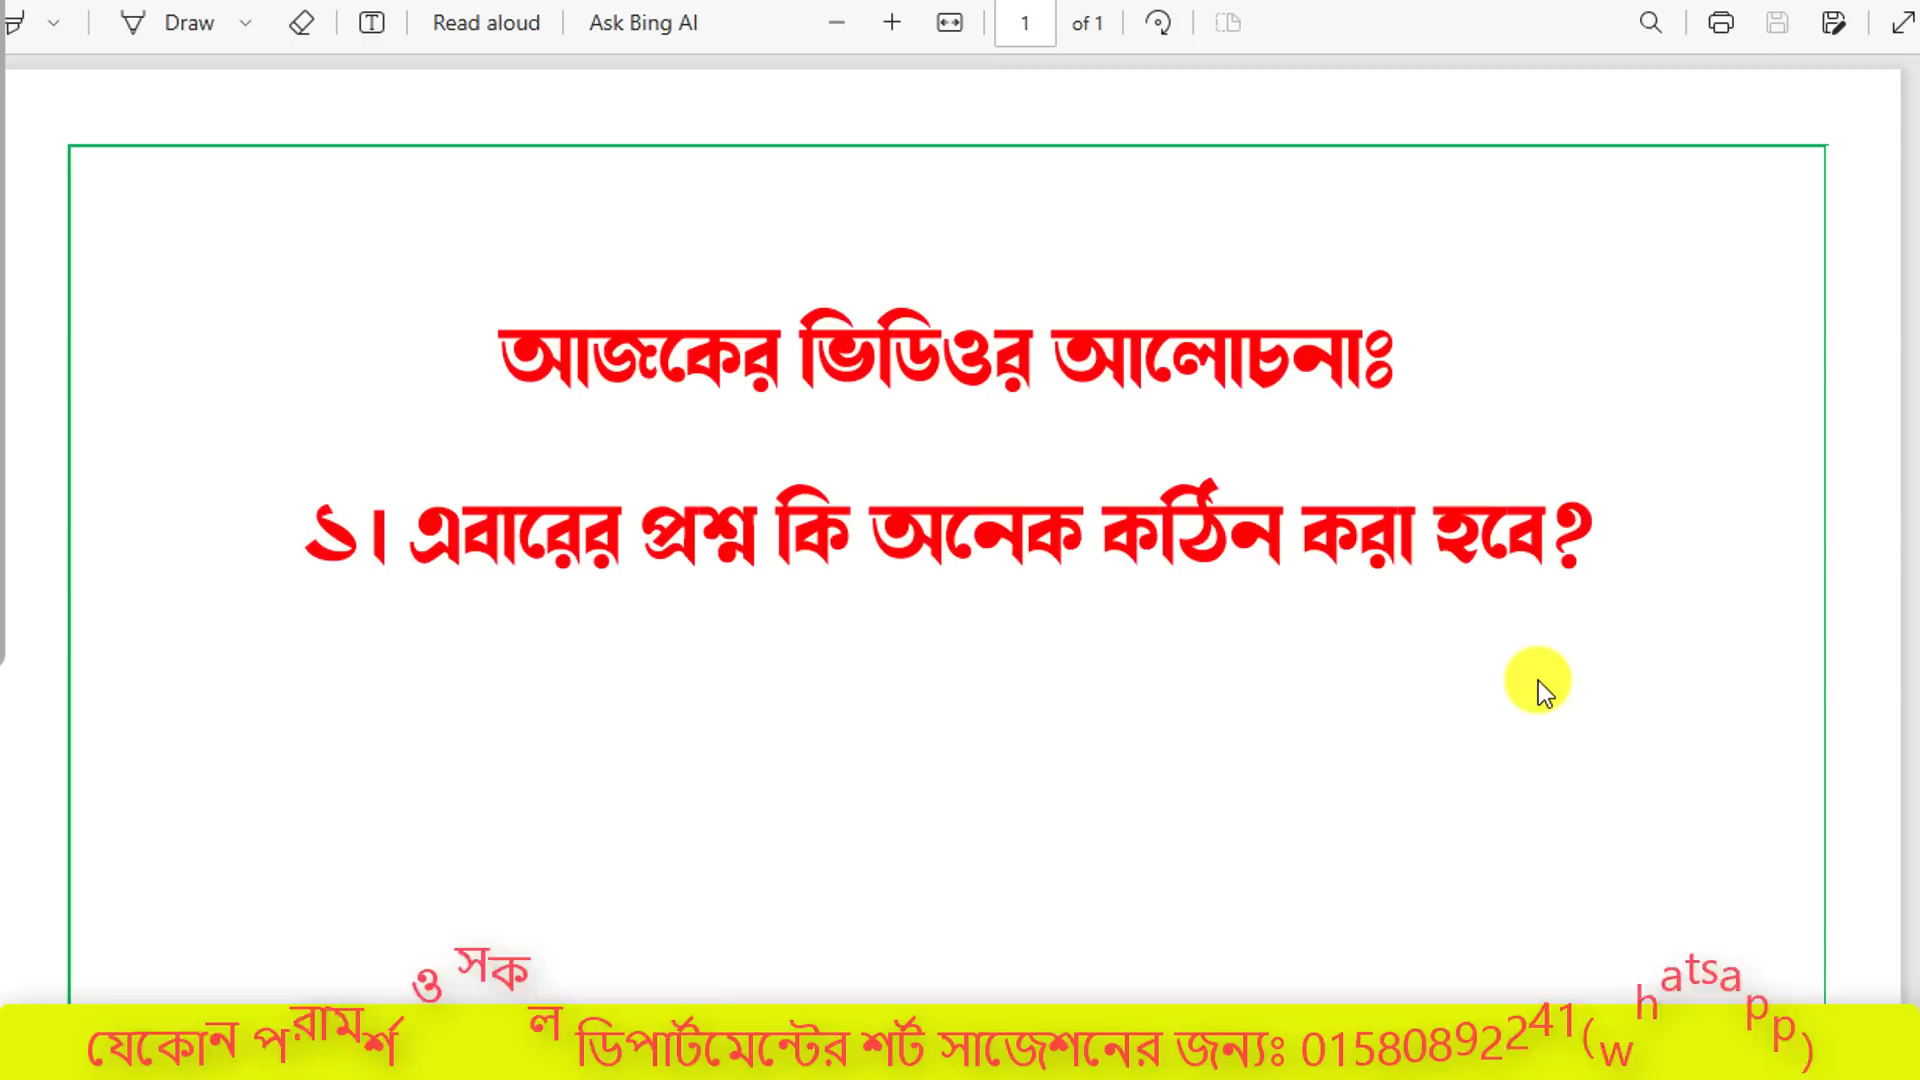 Draw Read aloud Ask Bing AI 1 of 1
আজকের ভিডিওর আলোচনাঃ
১। এবারের প্রশ্ন কি অনেক কঠিন করা হবে?
যেকোন পরামর্শ ও সকল ডিপার্টমেন্টের শর্ট সাজেশনের জন্যঃ 01580892241(whatsapp)